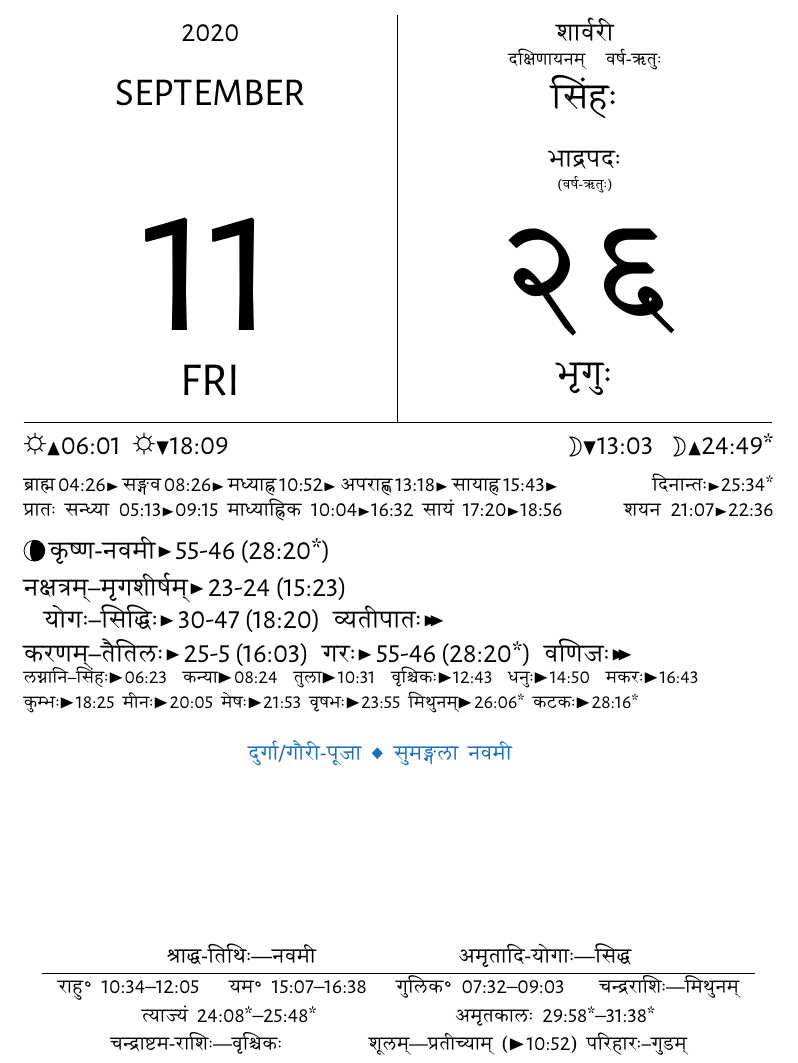 2020
SEPTEMBER
11
FRI
शार्वरी
दक्षिणायनम् वर्ष-ऋतुः
सिंहः
भाद्रपदः
(वर्ष-ऋतुः)
२६
भृगुः
☼▲06:01 ☼▼18:09 ☽▼13:03 ☽▲24:49*
ब्राह्म 04:26► सङ्गव 08:26► मध्याह्न 10:52► अपराह्ण 13:18► सायाह्न 15:43► दिनान्तः►25:34*
प्रातः सन्ध्या 05:13►09:15 माध्याह्निक 10:04►16:32 सायं 17:20►18:56 शयन 21:07►22:36
कृष्ण-नवमी►55-46 (28:20*)
नक्षत्रम्–मृगशीर्षम्►23-24 (15:23)
योगः–सिद्धिः►30-47 (18:20) व्यतीपातः►►
करणम्–तैतिलः►25-5 (16:03) गरः►55-46 (28:20*) वणिजः►►
लग्नानि–सिंहः►06:23 कन्या►08:24 तुला►10:31 वृश्चिकः►12:43 धनुः►14:50 मकरः►16:43
कुम्भः►18:25 मीनः►20:05 मेषः►21:53 वृषभः►23:55 मिथुनम्►26:06* कटकः►28:16*
दुर्गा/गौरी-पूजा ◆ सुमङ्गला नवमी
श्राद्ध-तिथिः—नवमी अमृतादि-योगाः—सिद्ध
राहु° 10:34–12:05 यम° 15:07–16:38 गुलिक° 07:32–09:03 चन्द्रराशिः—मिथुनम्
त्याज्यं 24:08*–25:48* अमृतकालः 29:58*–31:38*
चन्द्राष्टम-राशिः—वृश्चिकः शूलम्—प्रतीच्याम् (►10:52) परिहारः–गुडम्